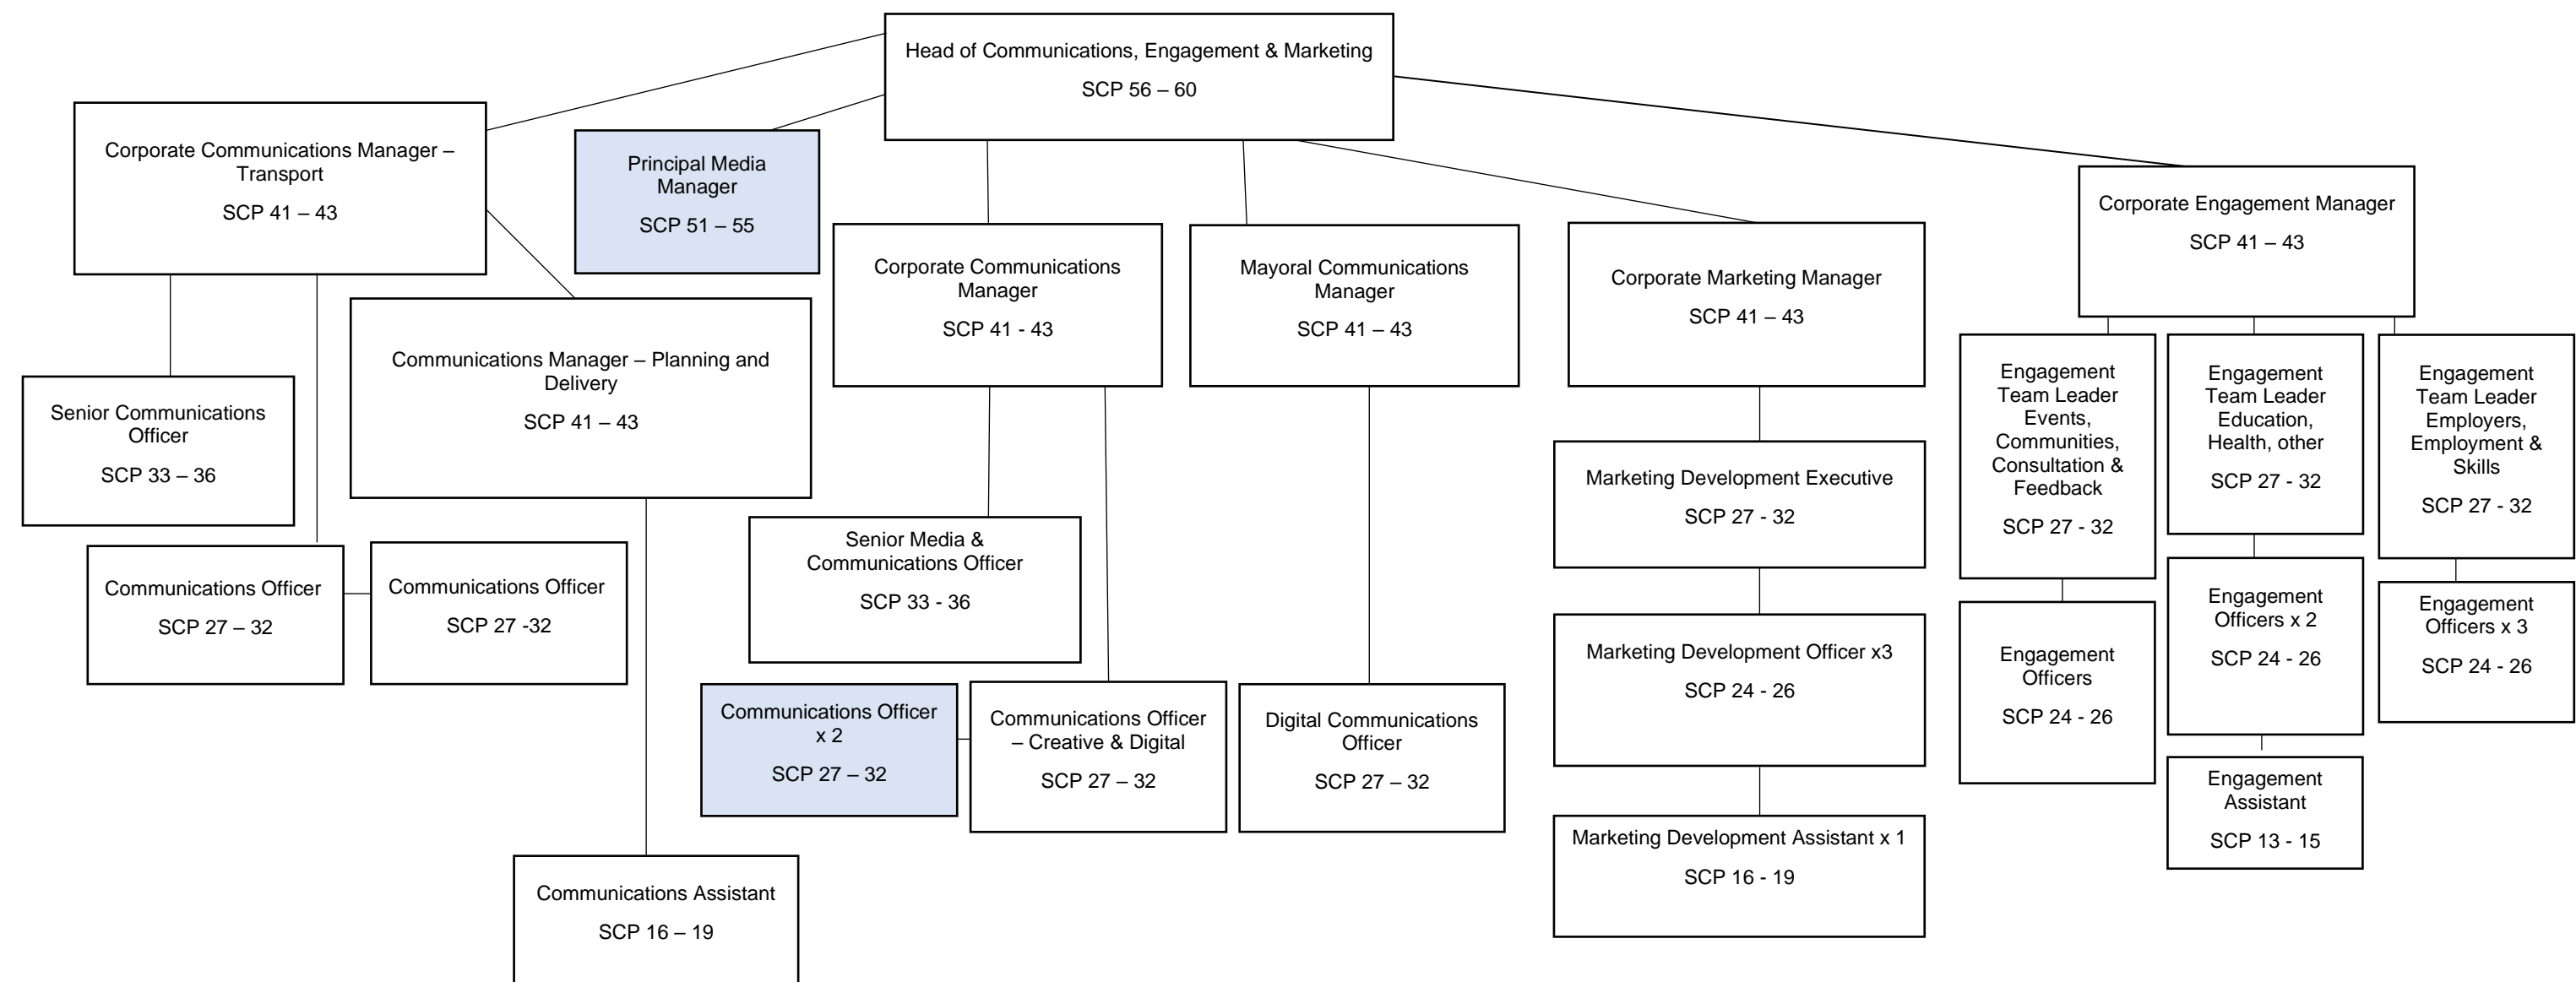 Head of Communications, Engagement & Marketing
SCP 56 – 60
Corporate Communications Manager –
Transport
SCP 41 – 43
Principal Media
Manager
SCP 51 – 55
Corporate Communications
Manager
SCP 41 - 43
Mayoral Communications
Manager
SCP 41 – 43
Corporate Marketing Manager
SCP 41 – 43
Corporate Engagement Manager
SCP 41 – 43
Senior Communications
Officer
SCP 33 – 36
Communications Manager – Planning and
Delivery
SCP 41 – 43
Communications Officer
SCP 27 – 32
Communications Officer
SCP 27 -32
Communications Assistant
SCP 16 – 19
Senior Media &
Communications Officer
SCP 33 - 36
Communications Officer
x 2
SCP 27 – 32
Communications Officer
– Creative & Digital
SCP 27 – 32
Digital Communications
Officer
SCP 27 – 32
Marketing Development Executive
SCP 27 - 32
Marketing Development Officer x3
SCP 24 - 26
Marketing Development Assistant x 1
SCP 16 - 19
Engagement
Team Leader
Events,
Communities,
Consultation &
Feedback
SCP 27 - 32
Engagement
Officers
SCP 24 - 26
Engagement
Team Leader
Education,
Health, other
SCP 27 - 32
Engagement
Officers x 2
SCP 24 - 26
Engagement
Assistant
SCP 13 - 15
Engagement
Team Leader
Employers,
Employment &
Skills
SCP 27 - 32
Engagement
Officers x 3
SCP 24 - 26